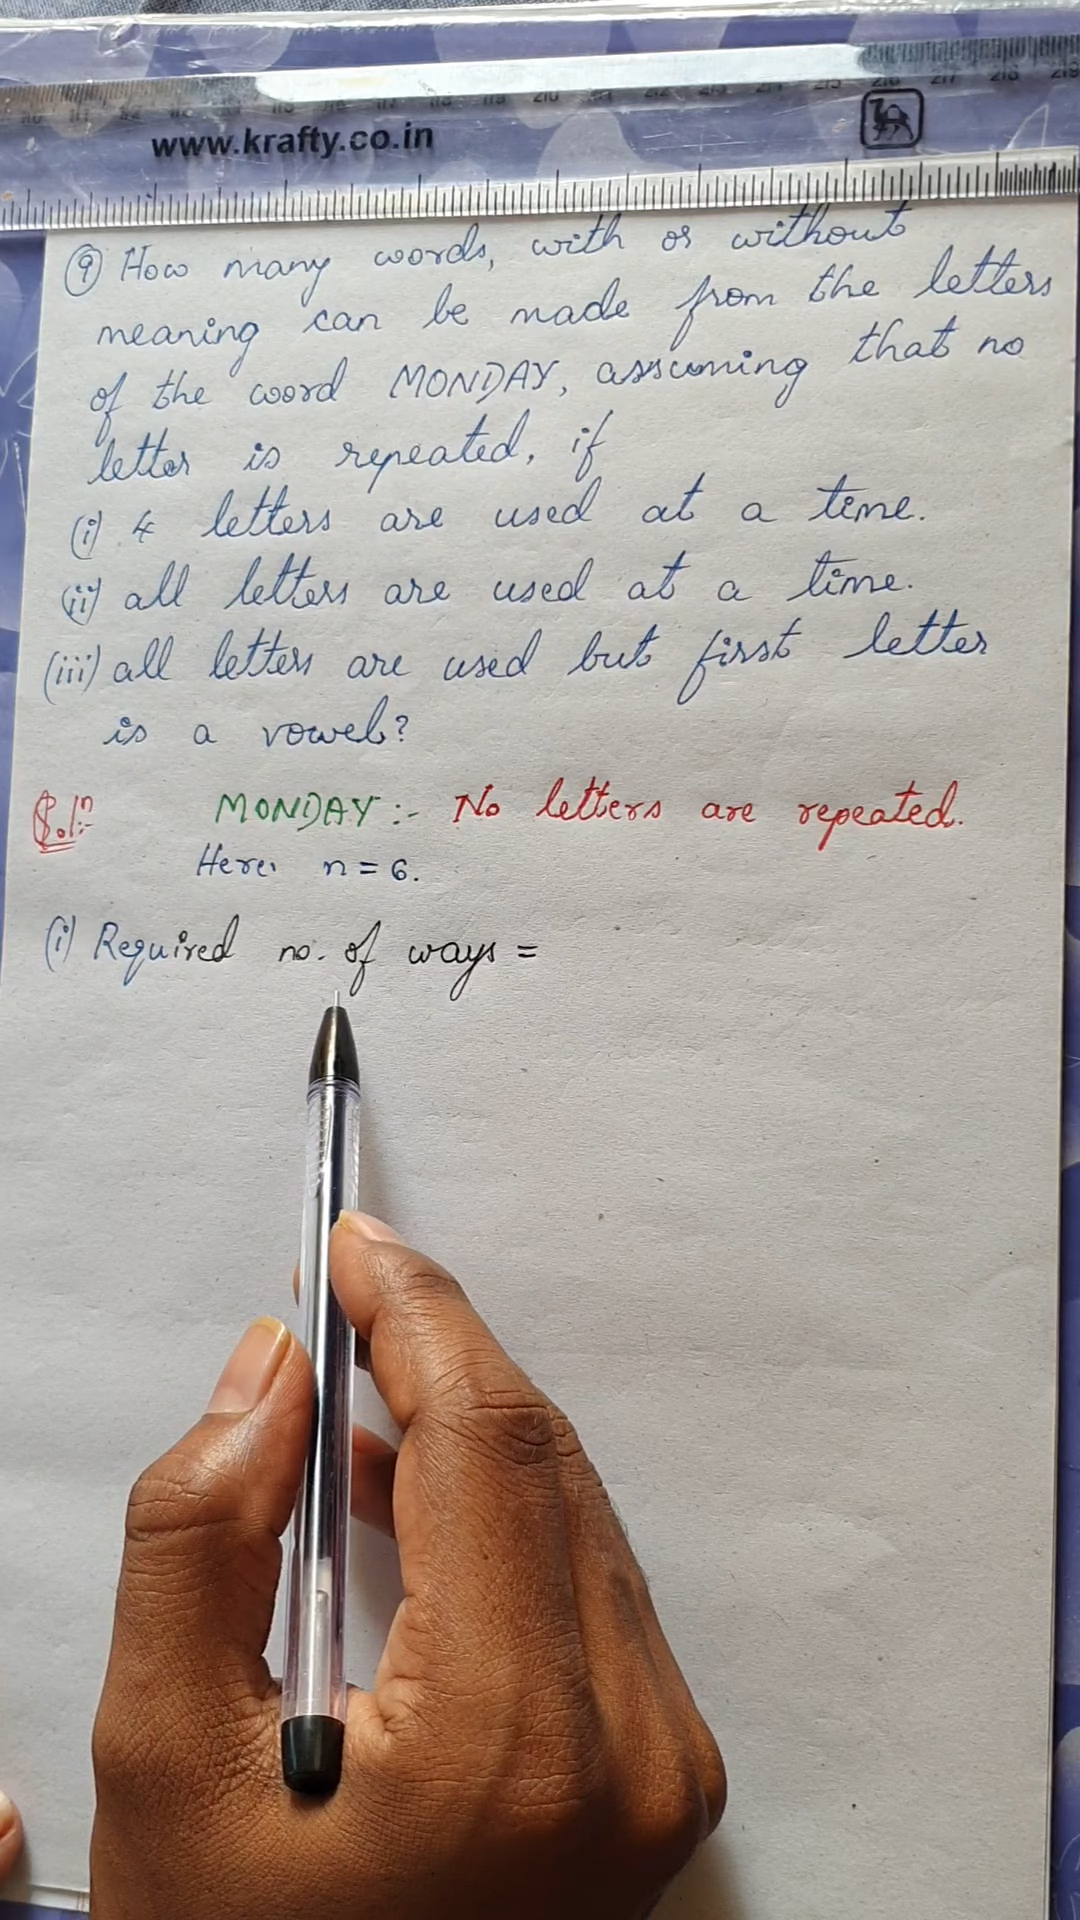 www.krafty.co.in
⑨ How many words, with or without
meaning can be made from the letters
of the word MONDAY, assuming that no
letter is repeated, if
(i) 4 letters are used at a time.
(ii) all letters are used at a time.
(iii) all letters are used but first letter
is a vowel?
Solⁿ:- MONDAY :- No letters are repeated.
Here, n = 6.
(i) Required no. of ways =